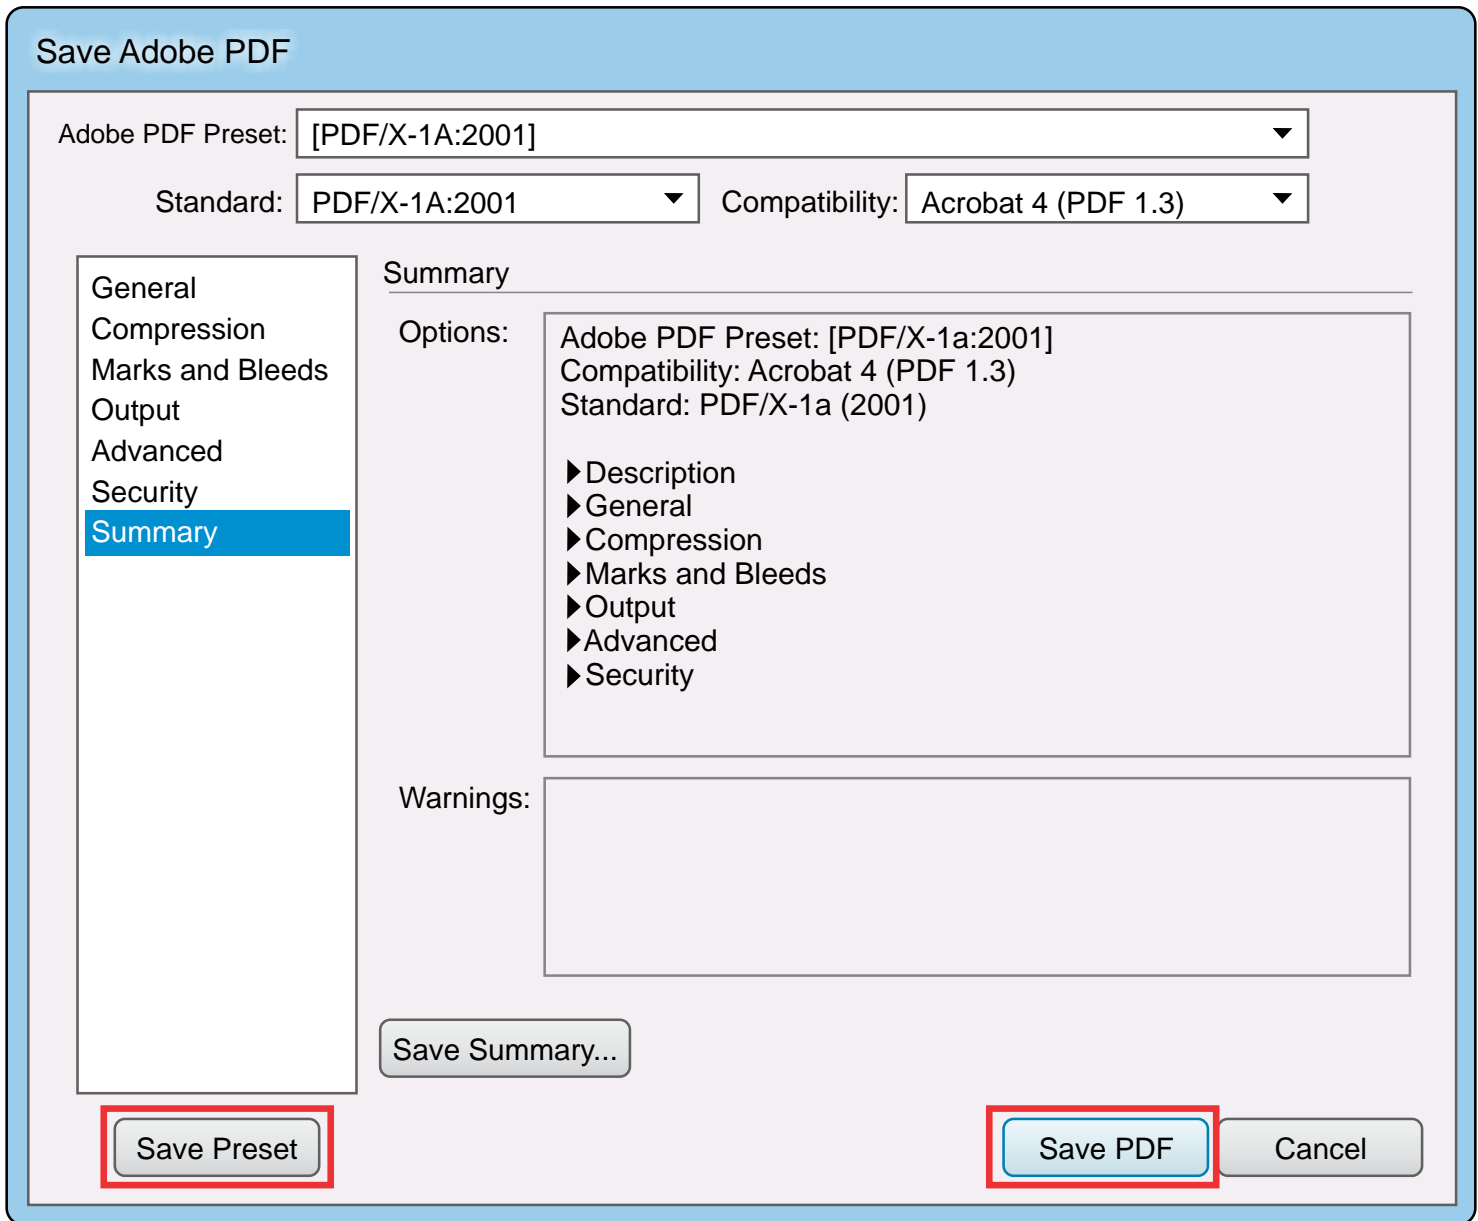 Save Adobe PDF
Adobe PDF Preset: [PDF/X-1A:2001]
Standard: PDF/X-1A:2001 Compatibility: Acrobat 4 (PDF 1.3)
General
Compression
Marks and Bleeds
Output
Advanced
Security
Summary
Summary
Options:
Adobe PDF Preset: [PDF/X-1a:2001]
Compatibility: Acrobat 4 (PDF 1.3)
Standard: PDF/X-1a (2001)
Description
General
Compression
Marks and Bleeds
Output
Advanced
Security
Warnings:
Save Summary...
Save Preset
Save PDF
Cancel